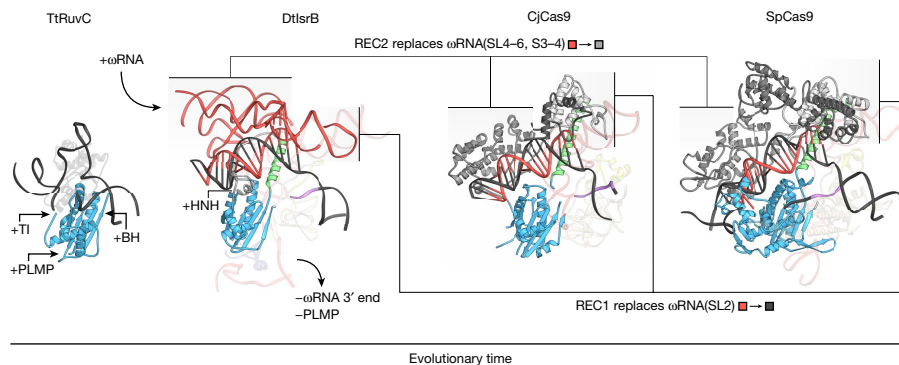 TtRuvC
DtIsrB
CjCas9
SpCas9
REC2 replaces ωRNA(SL4–6, S3–4) →
+ωRNA
+HNH
+TI
+BH
+PLMP
–ωRNA 3′ end
–PLMP
REC1 replaces ωRNA(SL2) →
Evolutionary time